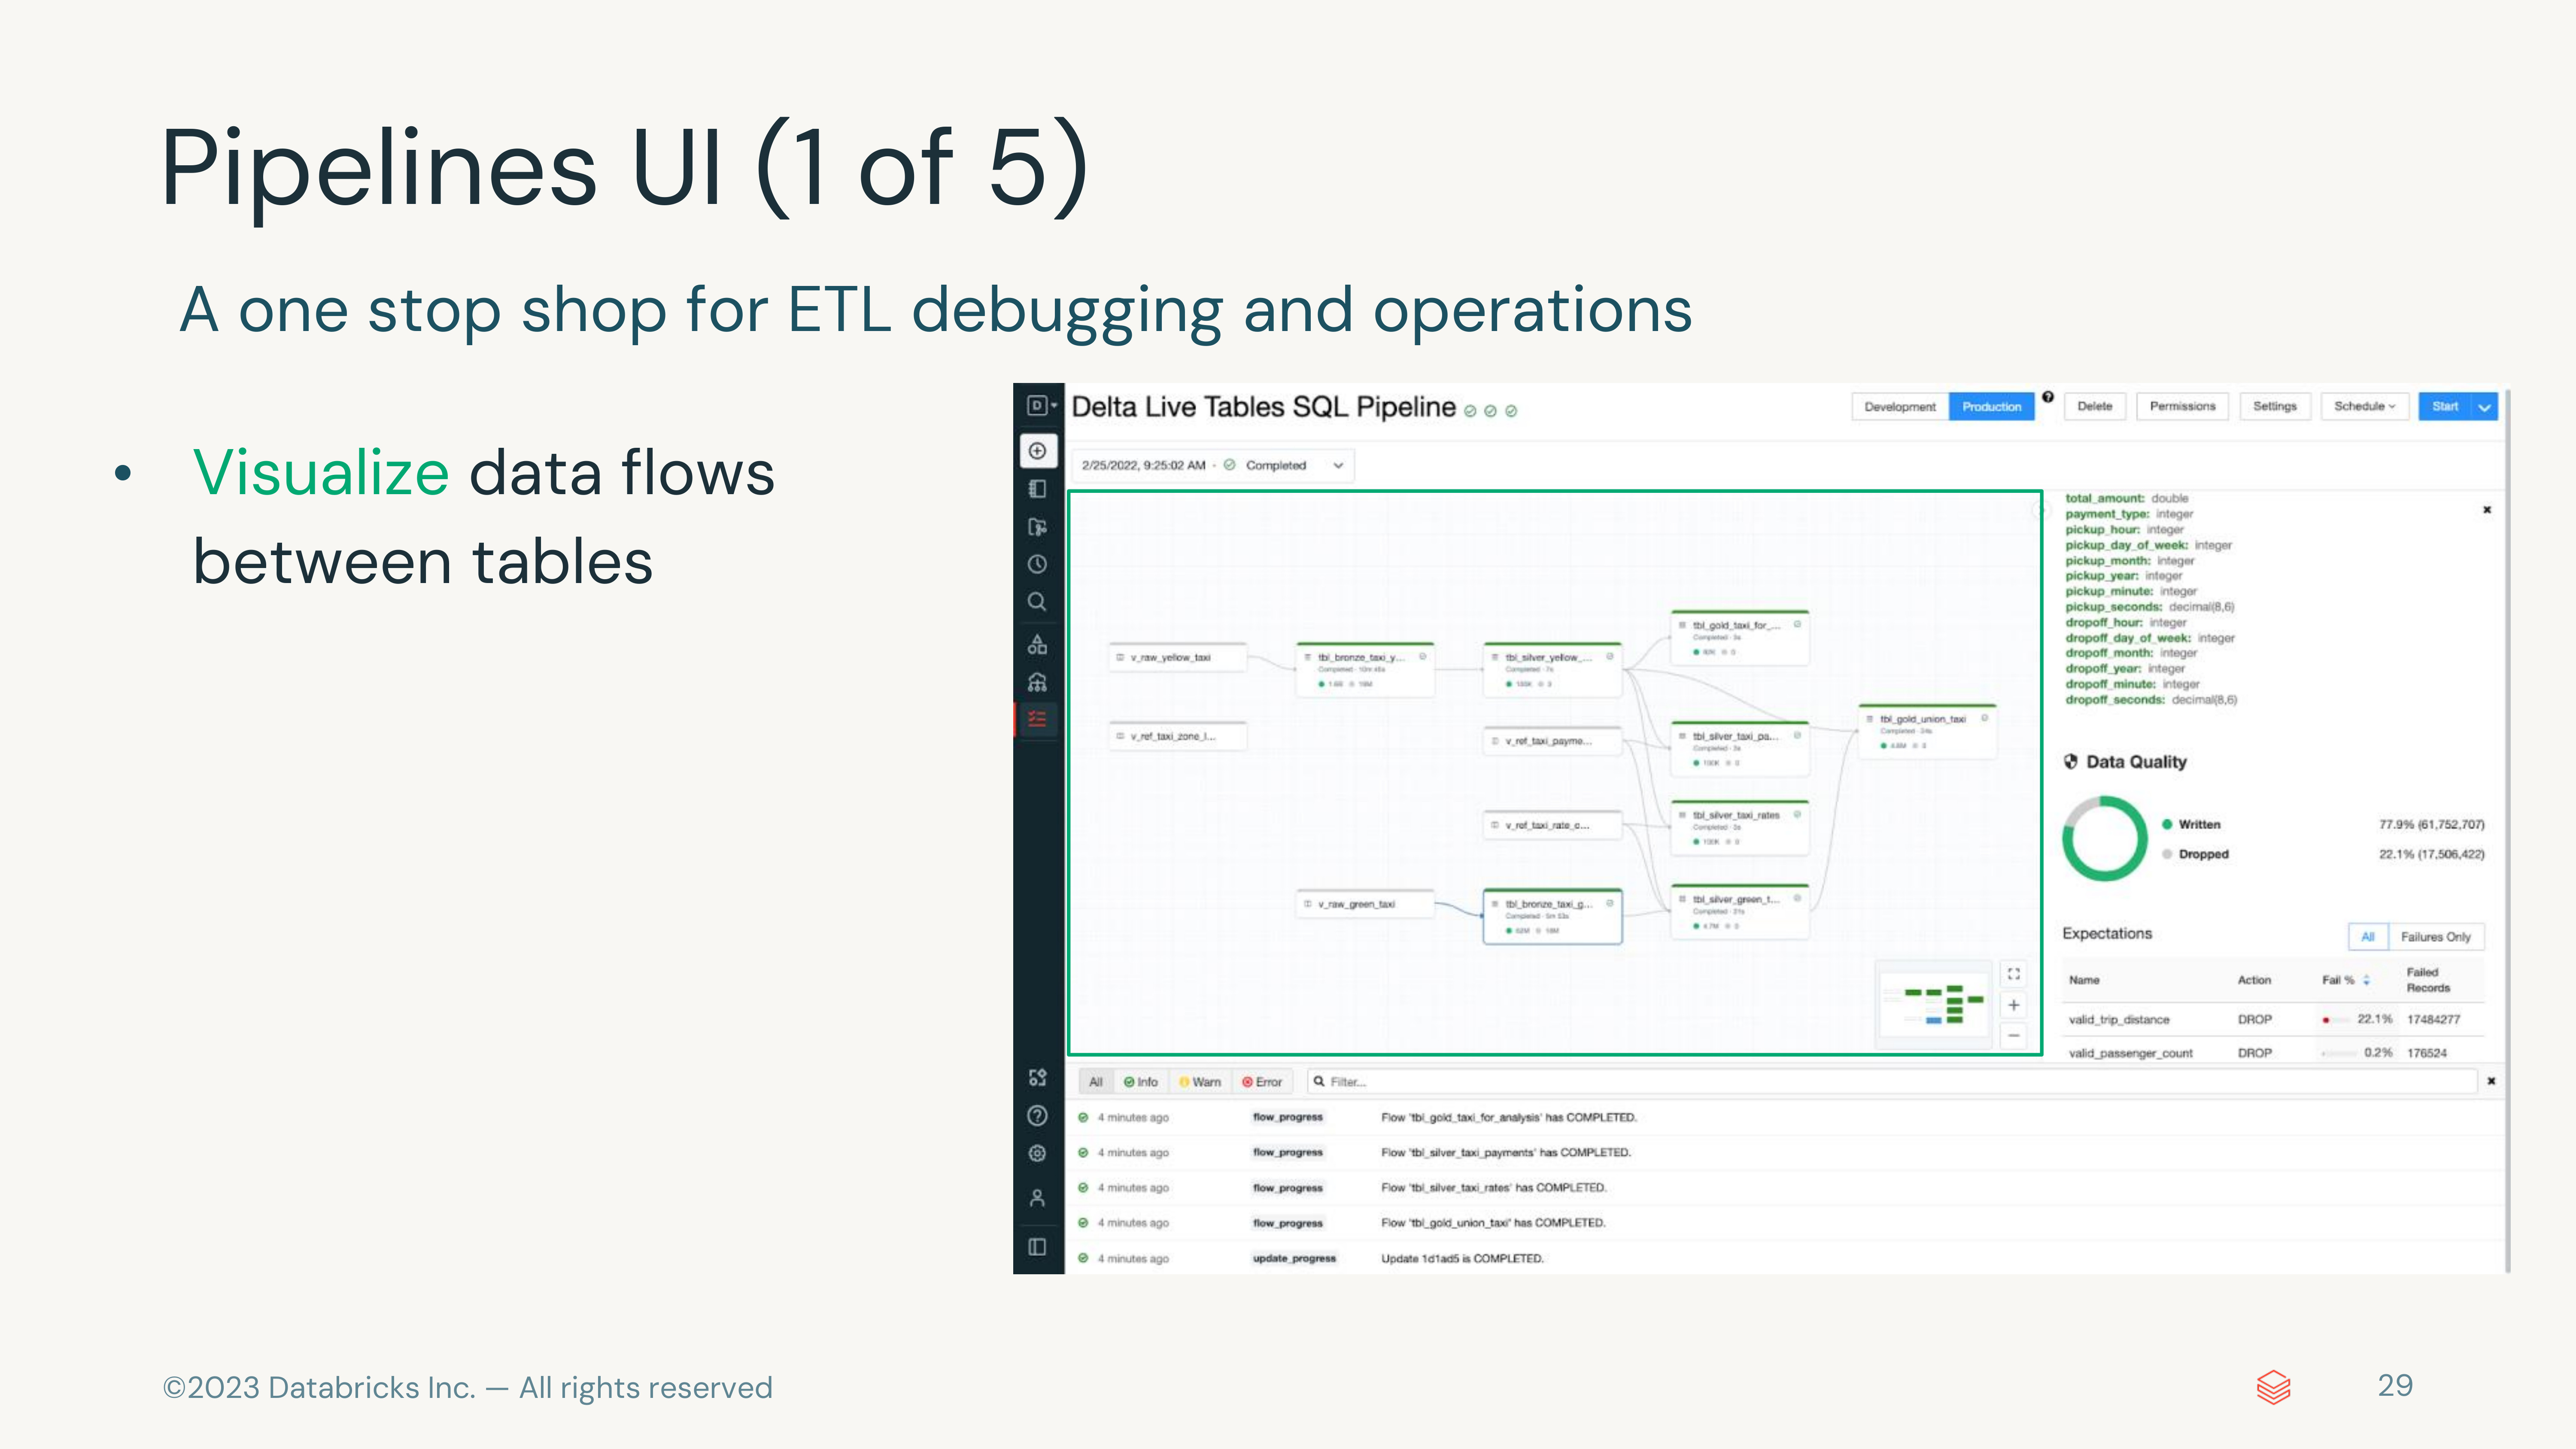 Pipelines UI (1 of 5)
A one stop shop for ETL debugging and operations
• Visualize data flows
between tables
Delta Live Tables SQL Pipeline
Development Production Delete Permissions Settings Schedule Start
2/25/2022, 9:25:02 AM · Completed
v_raw_yellow_taxi
tbl_bronze_taxi_y...
tbl_silver_yellow_...
tbl_gold_taxi_for_...
v_ref_taxi_zone_l...
v_ref_taxi_payme...
tbl_silver_taxi_pa...
tbl_gold_union_taxi
v_ref_taxi_rate_c...
tbl_silver_taxi_rates
v_raw_green_taxi
tbl_bronze_taxi_g...
tbl_silver_green_t...
total_amount: double
payment_type: integer
pickup_hour: integer
pickup_day_of_week: integer
pickup_month: integer
pickup_year: integer
pickup_minute: integer
pickup_seconds: decimal(8,6)
dropoff_hour: integer
dropoff_day_of_week: integer
dropoff_month: integer
dropoff_year: integer
dropoff_minute: integer
dropoff_seconds: decimal(8,6)
Data Quality
Written 77.9% (61,752,707)
Dropped 22.1% (17,506,422)
Expectations All Failures Only
Name Action Fail % Failed Records
valid_trip_distance DROP 22.1% 17484277
valid_passenger_count DROP 0.2% 176524
All Info Warn Error Filter...
4 minutes ago flow_progress Flow 'tbl_gold_taxi_for_analysis' has COMPLETED.
4 minutes ago flow_progress Flow 'tbl_silver_taxi_payments' has COMPLETED.
4 minutes ago flow_progress Flow 'tbl_silver_taxi_rates' has COMPLETED.
4 minutes ago flow_progress Flow 'tbl_gold_union_taxi' has COMPLETED.
4 minutes ago update_progress Update 1d1ad5 is COMPLETED.
©2023 Databricks Inc. — All rights reserved
29